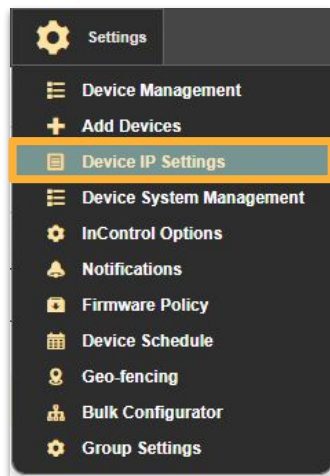 Settings
Device Management
Add Devices
Device IP Settings
Device System Management
InControl Options
Notifications
Firmware Policy
Device Schedule
Geo-fencing
Bulk Configurator
Group Settings